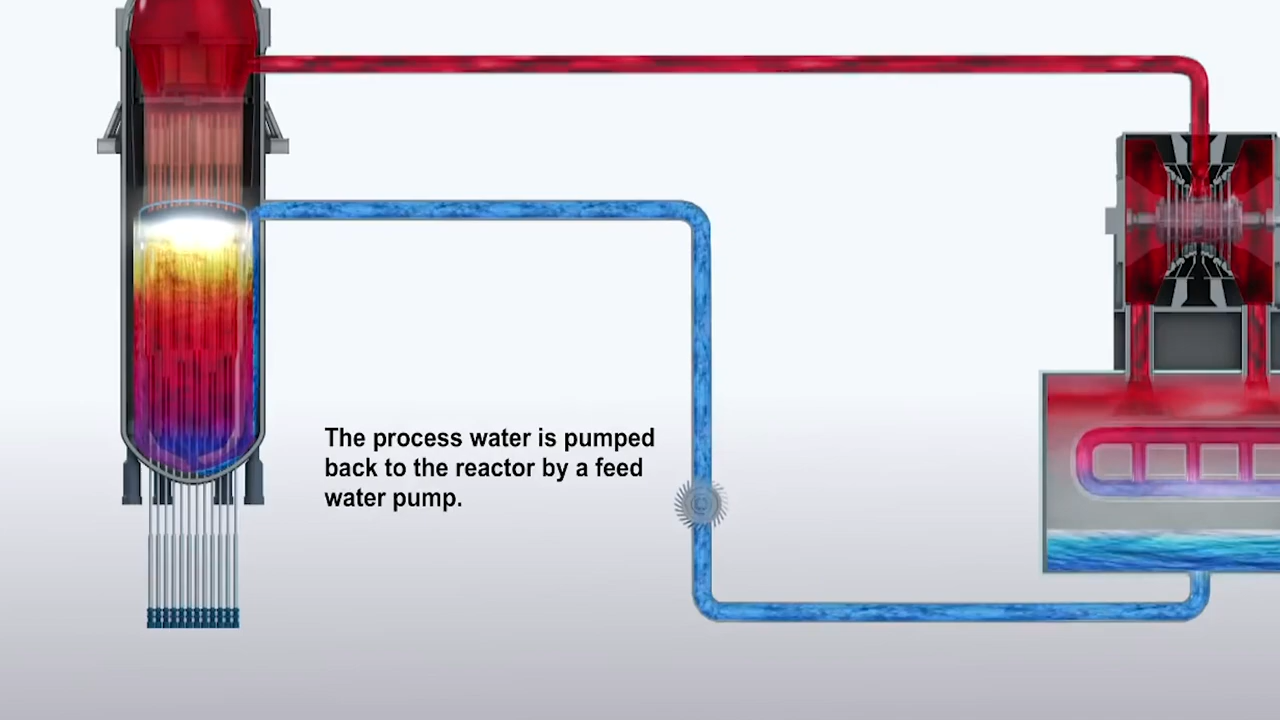 The process water is pumped
back to the reactor by a feed
water pump.